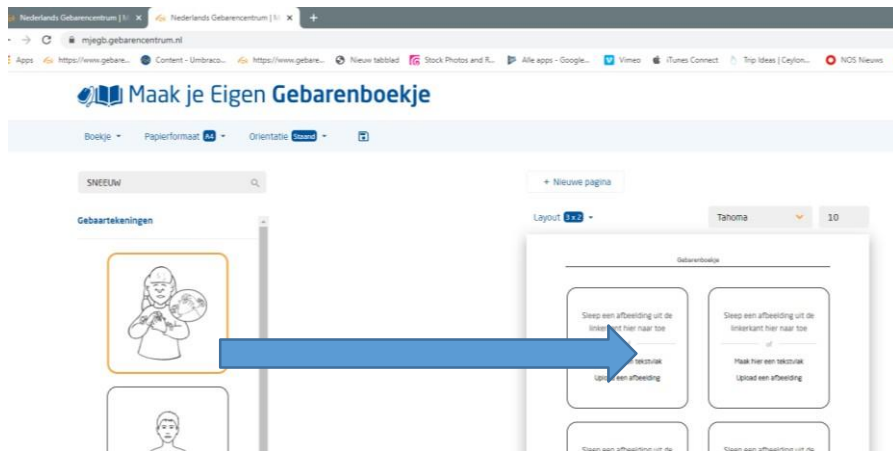 Nederlands Gebarencentrum | M × Nederlands Gebarencentrum | M × +
mjegb.gebarencentrum.nl
Apps https://www.gebare... Content - Umbraco... https://www.gebare... Nieuw tabblad Stock Photos and R... Alle apps - Google... Vimeo iTunes Connect Trip Ideas | Ceylon... NOS Nieuws
Maak je Eigen Gebarenboekje
Boekje Papierformaat A4 Orientatie Staand
SNEEUW
+ Nieuwe pagina
Gebaartekeningen
Layout 3 x 2 Tahoma 10
Gebarenboekje
Sleep een afbeelding uit de
linkerkant hier naar toe
tekstvlak
Upload een afbeelding
Sleep een afbeelding uit de
linkerkant hier naar toe
of
Maak hier een tekstvlak
Upload een afbeelding
Sleep een afbeelding uit de
Sleep een afbeelding uit de